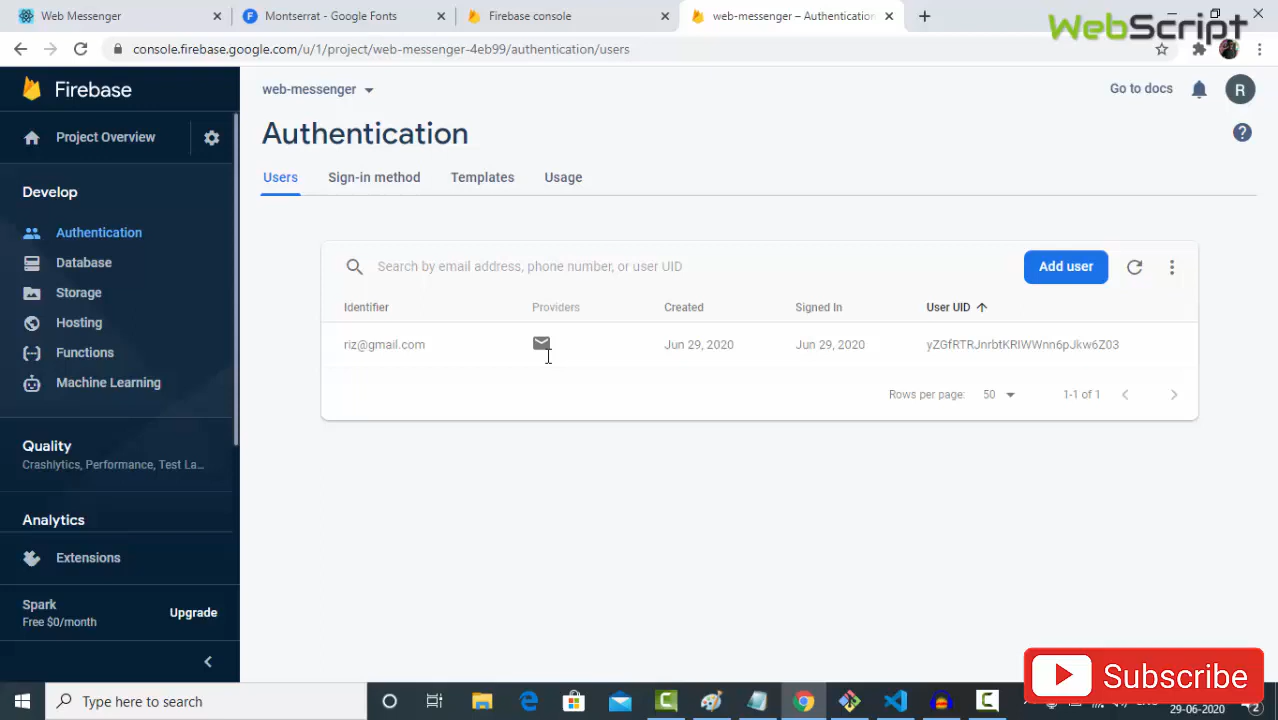 Web Messenger
Montserrat - Google Fonts
Firebase console
web-messenger – Authentication
WebScript
console.firebase.google.com/u/1/project/web-messenger-4eb99/authentication/users
Firebase
web-messenger
Go to docs
R
Project Overview
Authentication
Users
Sign-in method
Templates
Usage
Develop
Authentication
Database
Storage
Hosting
Functions
Machine Learning
Search by email address, phone number, or user UID
Add user
Identifier
Providers
Created
Signed In
User UID
riz@gmail.com
Jun 29, 2020
Jun 29, 2020
yZGfRTRJnrbtKRIWWnn6pJkw6Z03
Rows per page:
50
1-1 of 1
Quality
Crashlytics, Performance, Test La...
Analytics
Extensions
Spark
Free $0/month
Upgrade
Subscribe
Type here to search
29-06-2020
2